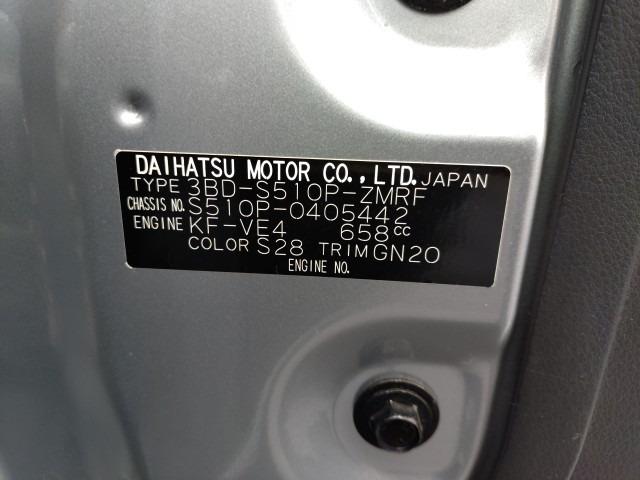 DAIHATSU MOTOR CO., LTD. JAPAN
TYPE 3BD-S510P-ZMRF
CHASSIS NO. S510P-0405442
ENGINE KF-VE4 658cc
COLOR S28 TRIM GN20
ENGINE NO.